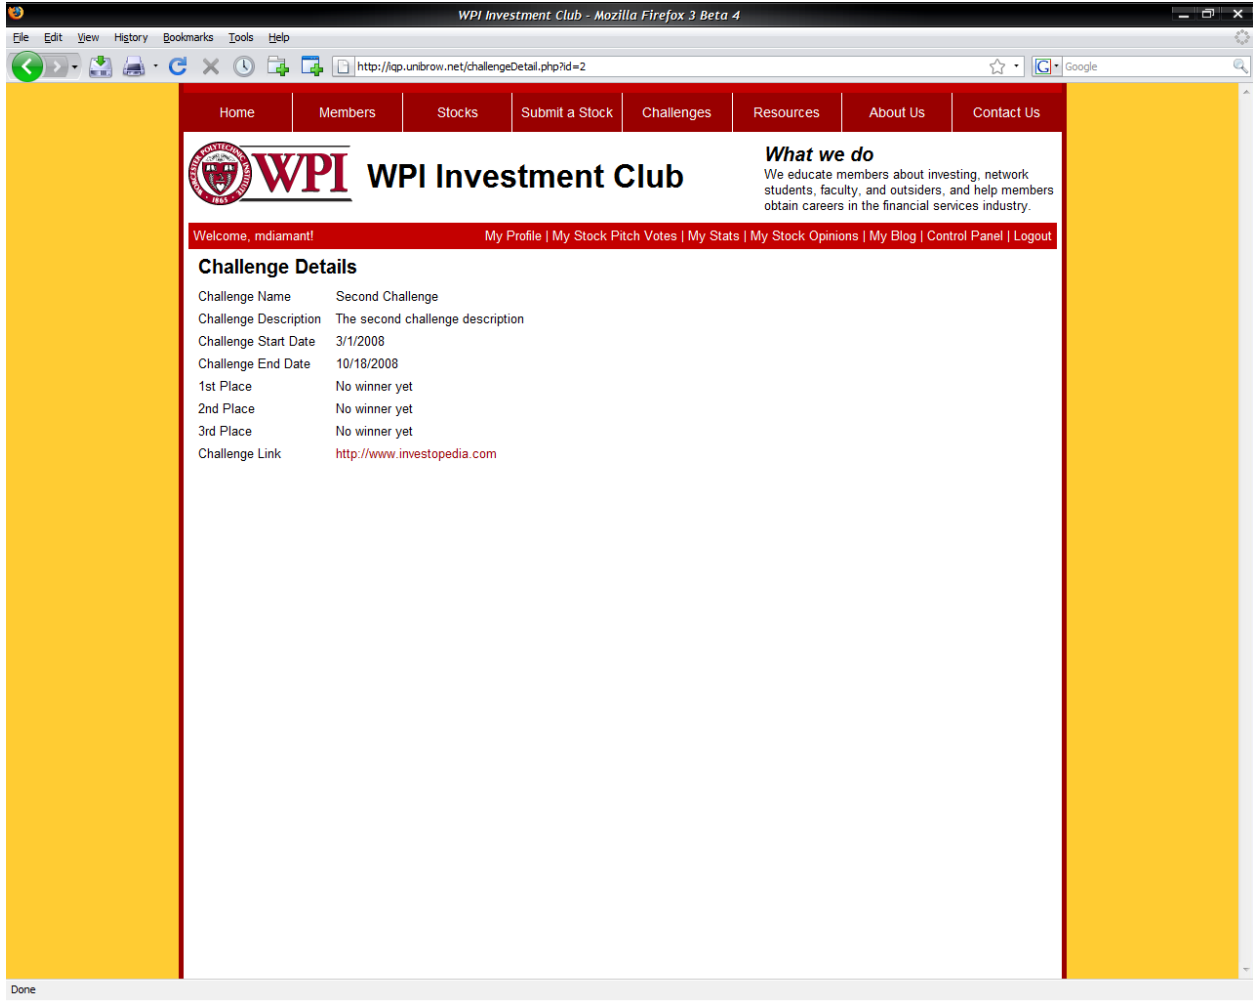 WPI Investment Club - Mozilla Firefox 3 Beta 4
File Edit View History Bookmarks Tools Help
http://iqp.unibrow.net/challengeDetail.php?id=2
Google
Home Members Stocks Submit a Stock Challenges Resources About Us Contact Us
WORCESTER POLYTECHNIC INSTITUTE
1865
WPI
WPI Investment Club
What we do
We educate members about investing, network
students, faculty, and outsiders, and help members
obtain careers in the financial services industry.
Welcome, mdiamant! My Profile | My Stock Pitch Votes | My Stats | My Stock Opinions | My Blog | Control Panel | Logout
Challenge Details
Challenge Name Second Challenge
Challenge Description The second challenge description
Challenge Start Date 3/1/2008
Challenge End Date 10/18/2008
1st Place No winner yet
2nd Place No winner yet
3rd Place No winner yet
Challenge Link http://www.investopedia.com
Done